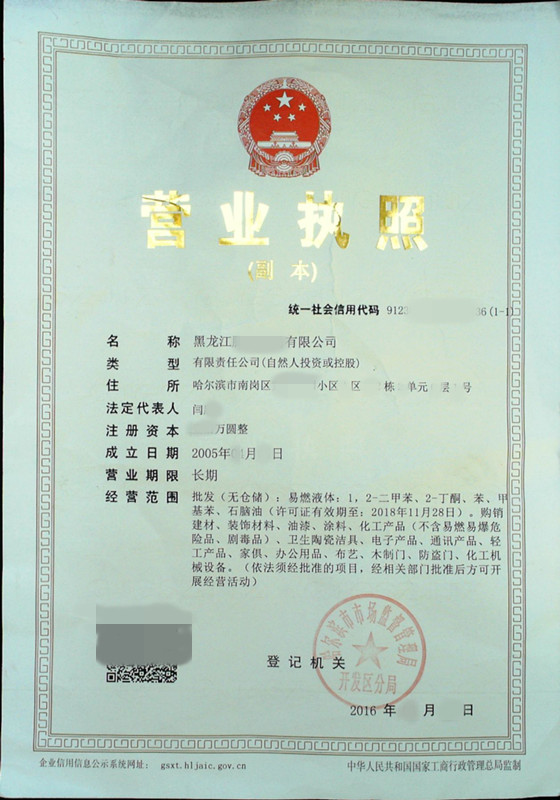 营业执照
(副 本)
统一社会信用代码 912 36(1-1)
名 称 黑龙江 有限公司
类 型 有限责任公司(自然人投资或控股)
住 所 哈尔滨市南岗区 小区 区 栋 单元 层 号
法定代表人 闫
注册资本 万圆整
成立日期 2005年 月 日
营业期限 长期
经营范围 批发（无仓储）：易燃液体：1，2-二甲苯、2-丁酮、苯、甲
基苯、石脑油（许可证有效期至：2018年11月28日）。购销
建材、装饰材料、油漆、涂料、化工产品（不含易燃易爆危
险品、剧毒品）、卫生陶瓷洁具、电子产品、通讯产品、轻
工产品、家俱、办公用品、布艺、木制门、防盗门、化工机
械设备。（依法须经批准的项目，经相关部门批准后方可开
展经营活动）
哈尔滨市市场监督管理局
开发区分局
登记机关
2016 年 月 日
企业信用信息公示系统网址： gsxt.hljaic.gov.cn
中华人民共和国国家工商行政管理总局监制